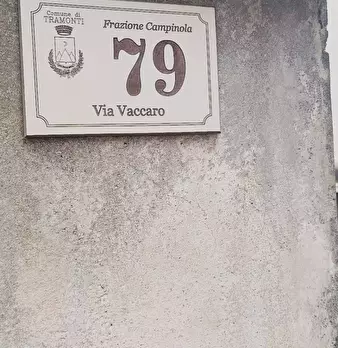 Comune di
TRAMONTI
Frazione Campinola
79
Via Vaccaro